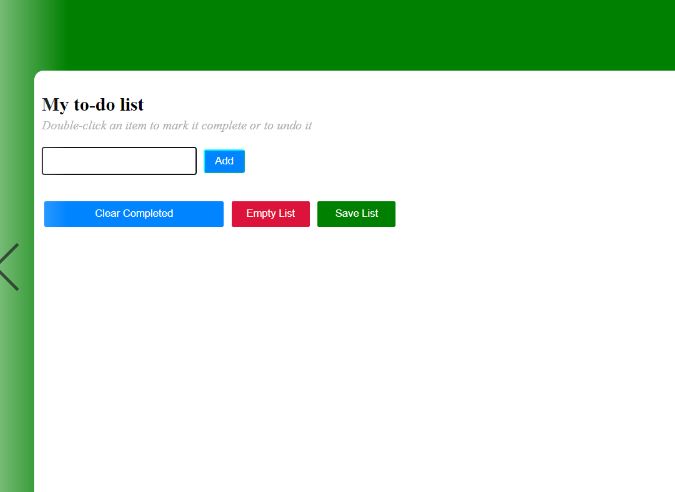 My to-do list
Double-click an item to mark it complete or to undo it
Add
Clear Completed Empty List Save List